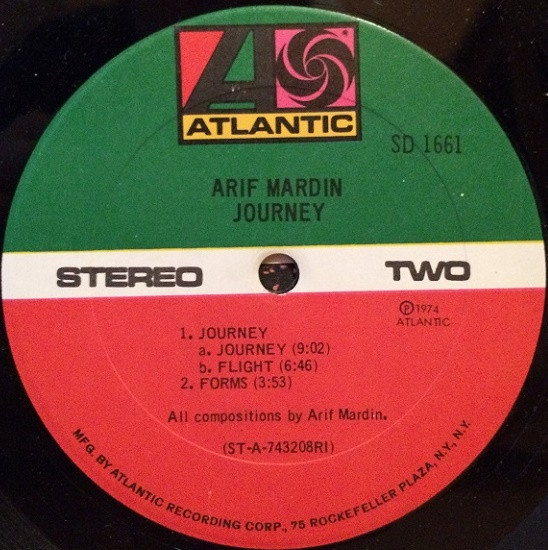 ATLANTIC
SD 1661
ARIF MARDIN
JOURNEY
STEREO
TWO
Ⓟ1974
ATLANTIC
1. JOURNEY
a. JOURNEY (9:02)
b. FLIGHT (6:46)
2. FORMS (3:53)
All compositions by Arif Mardin.
(ST-A-743208RI)
MFG. BY ATLANTIC RECORDING CORP., 75 ROCKEFELLER PLAZA, N.Y., N.Y.